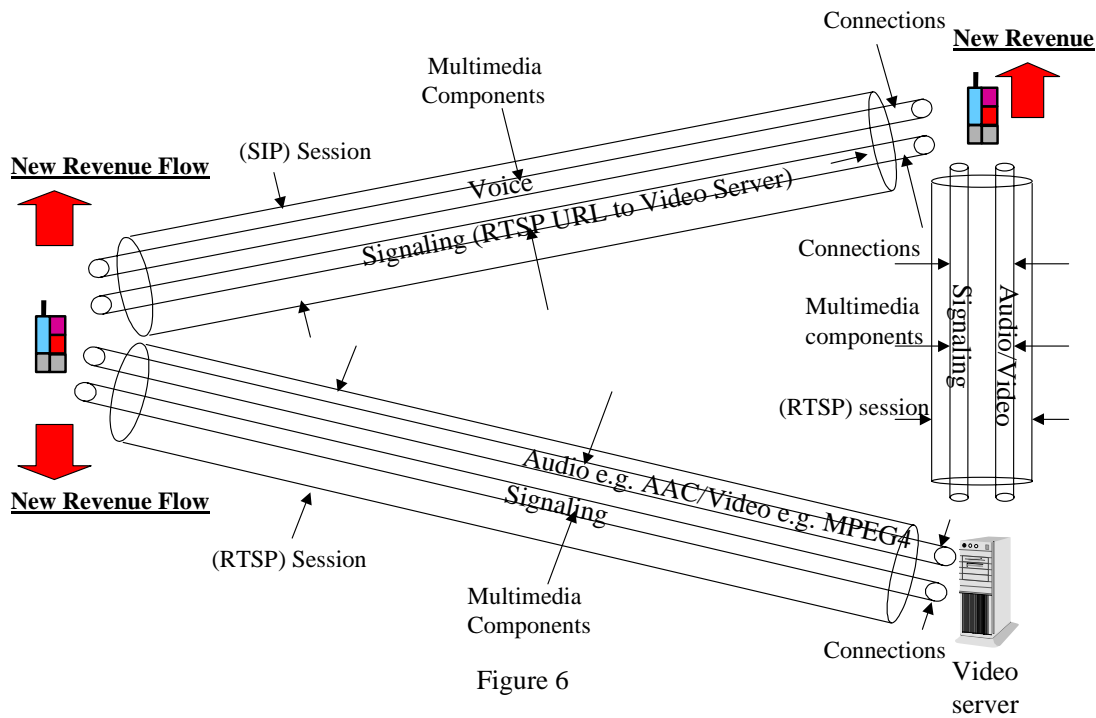 Connections
New Revenue
Multimedia
Components
(SIP) Session
New Revenue Flow
Voice
Signaling (RTSP URL to Video Server)
Connections
Signaling
Audio/Video
Multimedia
components
(RTSP) session
New Revenue Flow
Audio e.g. AAC/Video e.g. MPEG4
Signaling
(RTSP) Session
Multimedia
Components
Connections
Video
server
Figure 6